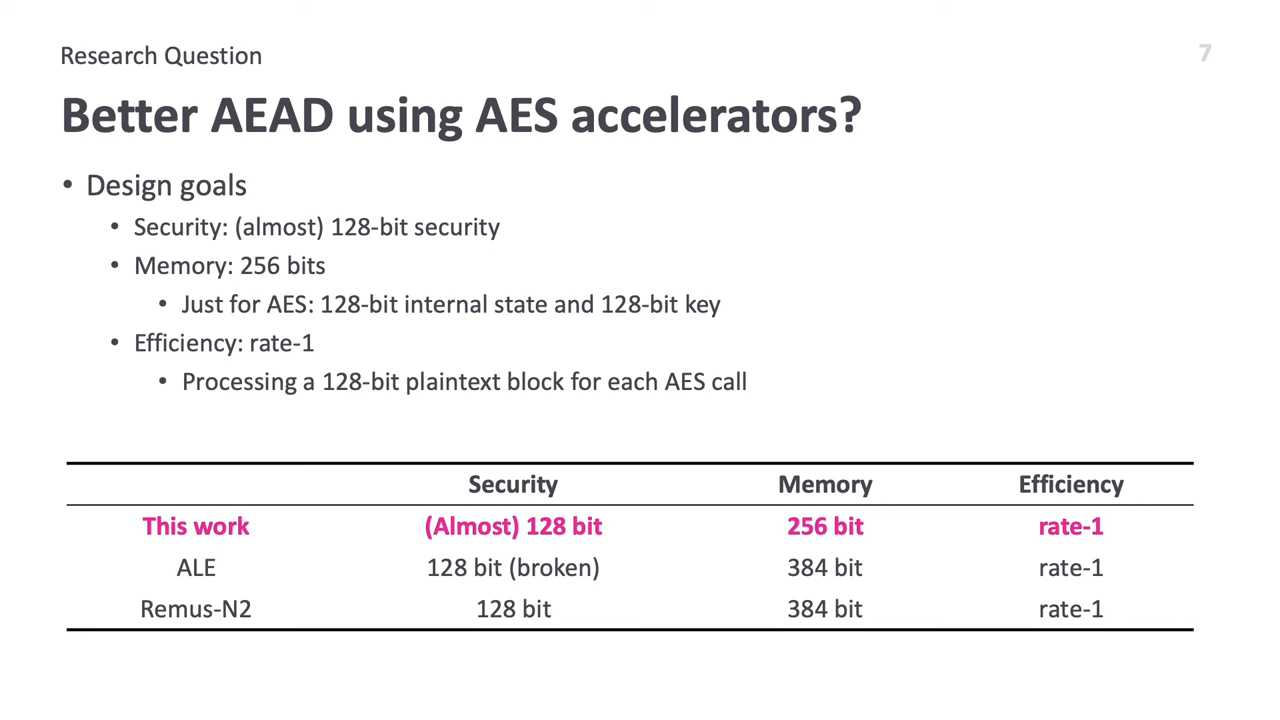 Research Question
7
Better AEAD using AES accelerators?
• Design goals
• Security: (almost) 128-bit security
• Memory: 256 bits
• Just for AES: 128-bit internal state and 128-bit key
• Efficiency: rate-1
• Processing a 128-bit plaintext block for each AES call
Security Memory Efficiency
This work (Almost) 128 bit 256 bit rate-1
ALE 128 bit (broken) 384 bit rate-1
Remus-N2 128 bit 384 bit rate-1